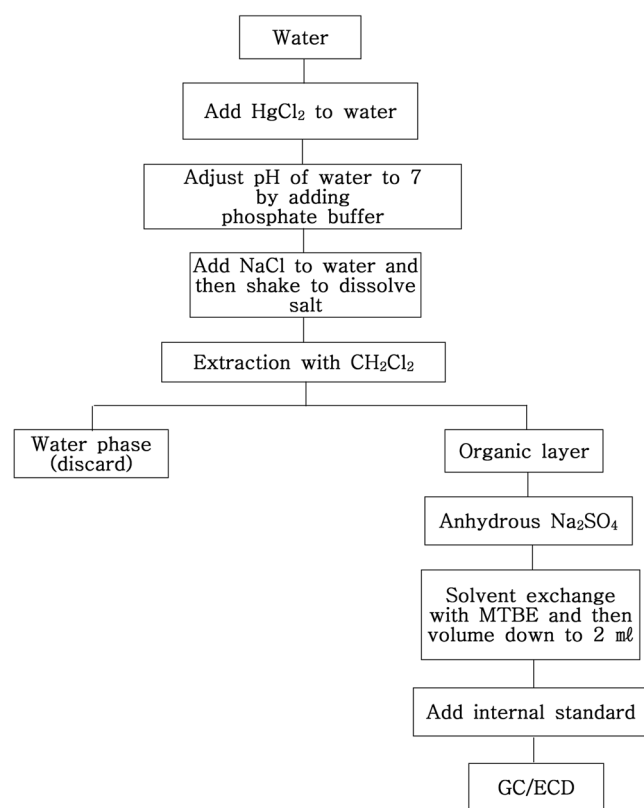 Water
Add HgCl₂ to water
Adjust pH of water to 7
by adding
phosphate buffer
Add NaCl to water and
then shake to dissolve
salt
Extraction with CH₂Cl₂
Water phase
(discard)
Organic layer
Anhydrous Na₂SO₄
Solvent exchange
with MTBE and then
volume down to 2 ㎖
Add internal standard
GC/ECD